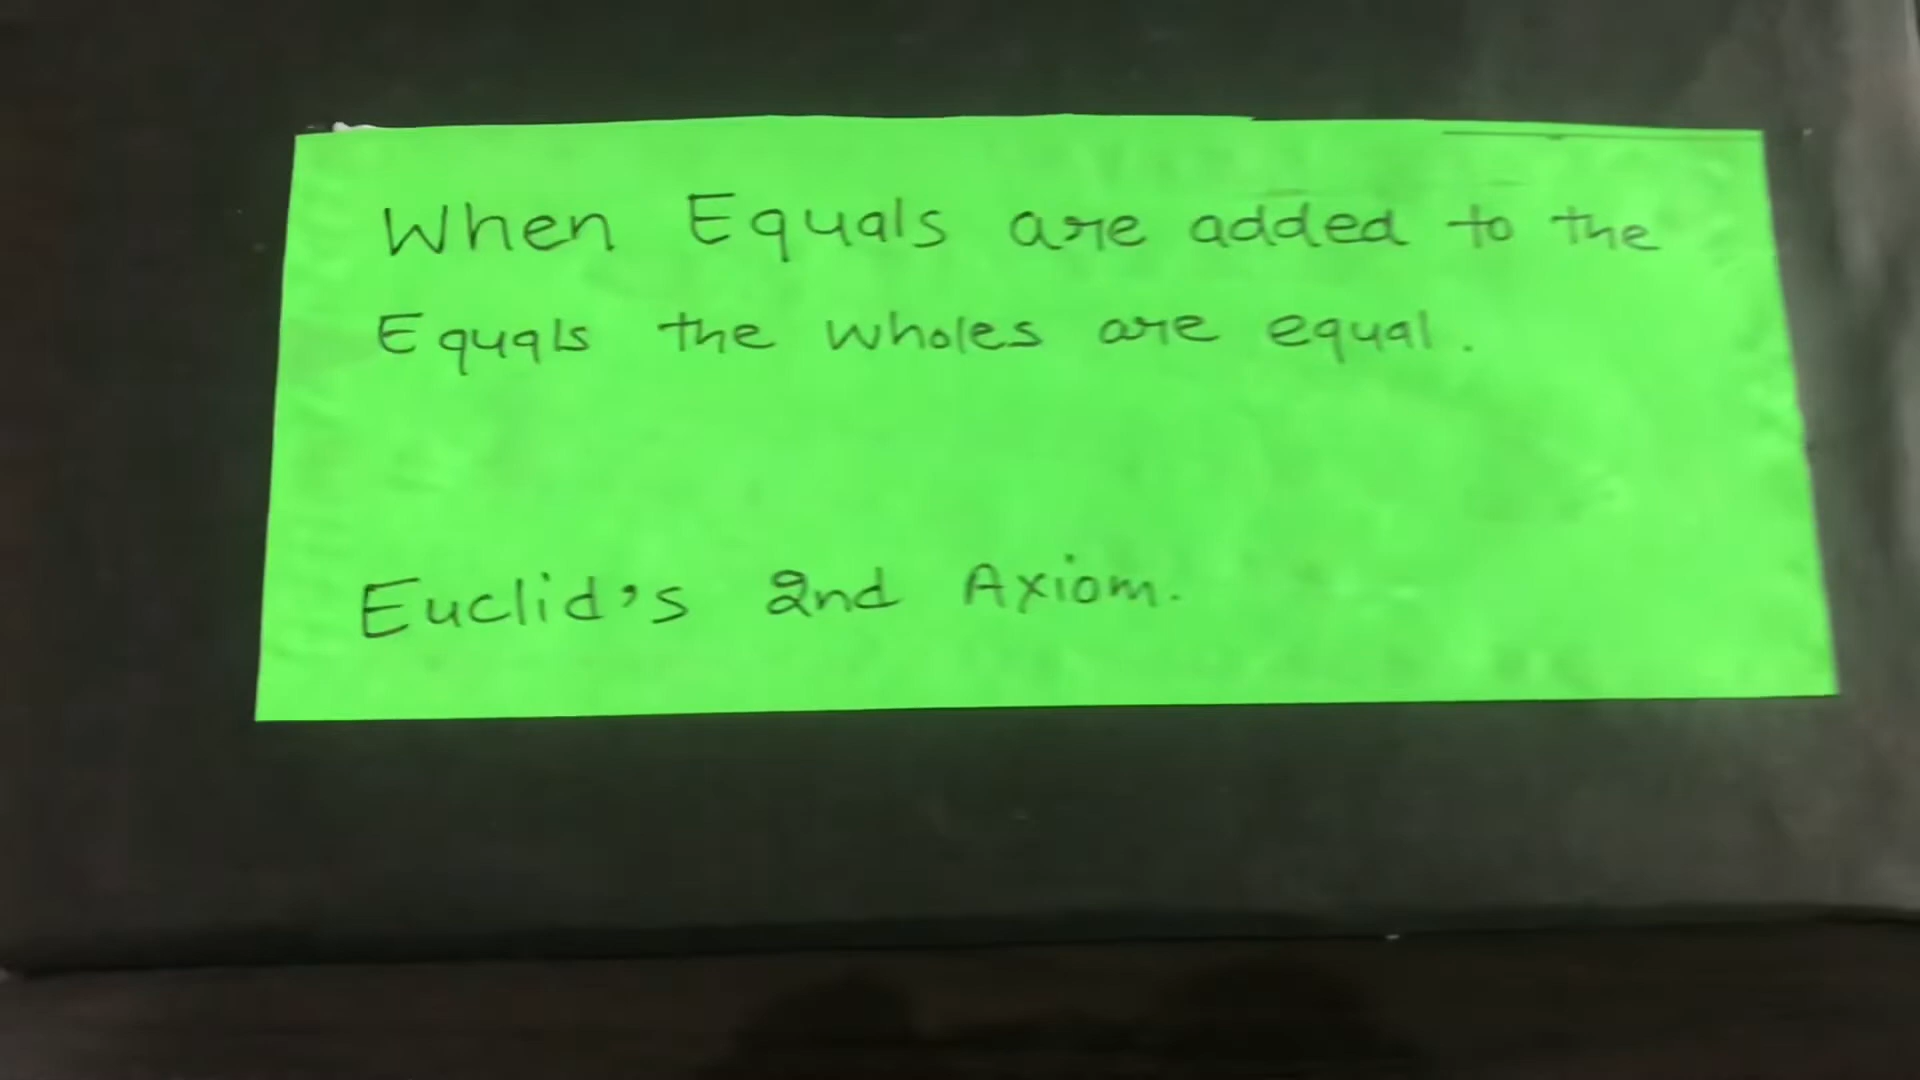 When Equals are added to the
Equals the wholes are equal.
Euclid's 2nd Axiom.